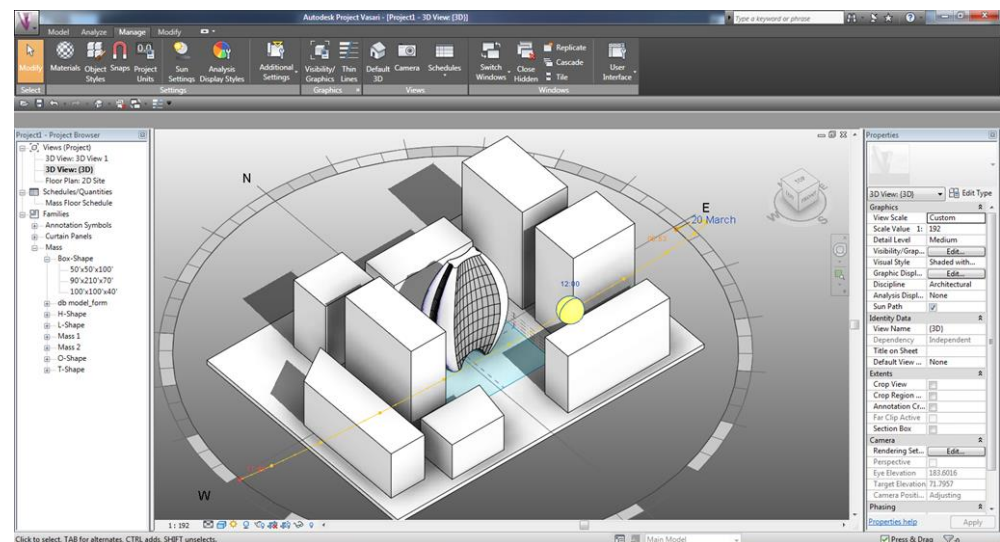 Autodesk Project Vasari - [Project1 - 3D View: {3D}]
Type a keyword or phrase
Model Analyze Manage Modify
Modify
Materials
Object Styles
Snaps
Project Units
Sun Settings
Analysis Display Styles
Additional Settings
Visibility/ Graphics
Thin Lines
Default 3D
Camera
Schedules
Switch Windows
Close Hidden
Replicate
Cascade
Tile
User Interface
Select Settings Graphics Views Windows
Project1 - Project Browser
Views (Project)
3D View: 3D View 1
3D View: {3D}
Floor Plan: 2D Site
Schedules/Quantities
Mass Floor Schedule
Families
Annotation Symbols
Curtain Panels
Mass
Box-Shape
50'x50'x100'
90'x210'x70'
100'x100'x40'
db model_form
H-Shape
L-Shape
Mass 1
Mass 2
O-Shape
T-Shape
N
E
20 March
12:00
W
TOP
S
1 : 192
Properties
3D View: {3D} Edit Type
Graphics
View Scale Custom
Scale Value 1: 192
Detail Level Medium
Visibility/Grap... Edit...
Visual Style Shaded with...
Graphic Displ... Edit...
Discipline Architectural
Analysis Displ... None
Sun Path
Identity Data
View Name {3D}
Dependency Independent
Title on Sheet
Default View ... None
Extents
Crop View
Crop Region ...
Annotation Cr...
Far Clip Active
Section Box
Camera
Rendering Set... Edit...
Perspective
Eye Elevation 183.6016
Target Elevation 71.7957
Camera Positi... Adjusting
Phasing
Properties help Apply
Click to select, TAB for alternates, CTRL adds, SHIFT unselects.
Main Model
Press & Drag